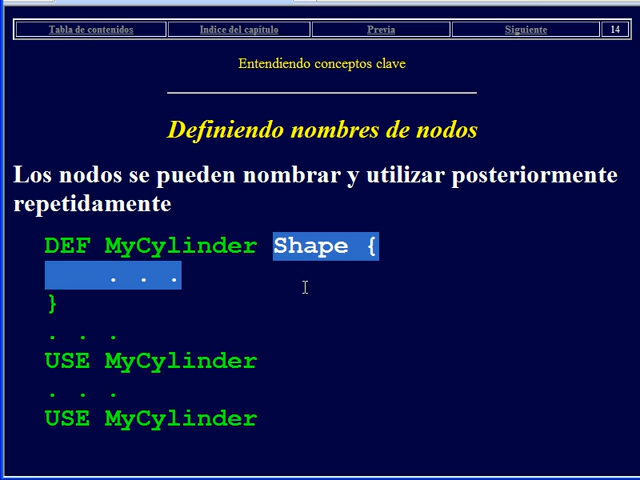 Tabla de contenidos Indice del capítulo Previa Siguiente 14
Entendiendo conceptos clave
Definiendo nombres de nodos
Los nodos se pueden nombrar y utilizar posteriormente
repetidamente
DEF MyCylinder Shape {
. . .
}
. . .
USE MyCylinder
. . .
USE MyCylinder